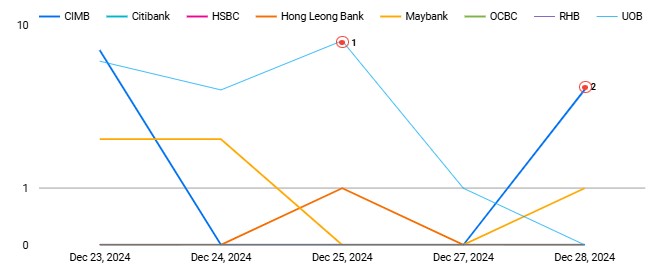 CIMB Citibank HSBC Hong Leong Bank Maybank OCBC RHB UOB
10
1
2
1
0
Dec 23, 2024 Dec 24, 2024 Dec 25, 2024 Dec 27, 2024 Dec 28, 2024